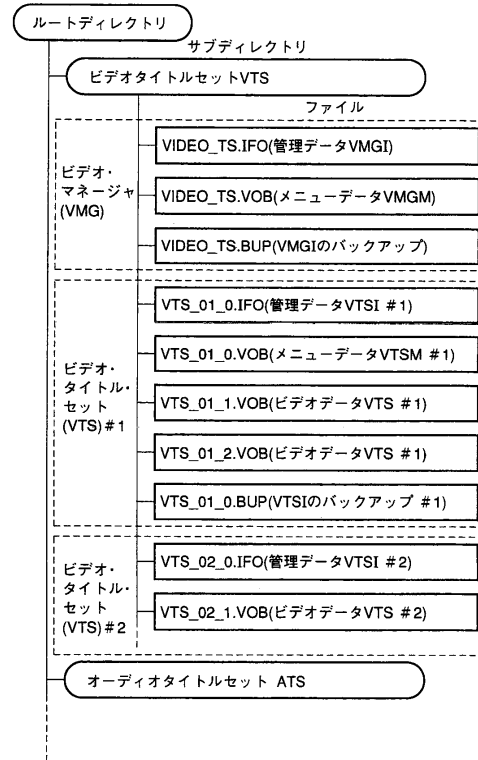 ルートディレクトリ
サブディレクトリ
ビデオタイトルセットVTS
ファイル
ビデオ・
マネージャ
(VMG)
VIDEO_TS.IFO(管理データVMGI)
VIDEO_TS.VOB(メニューデータVMGM)
VIDEO_TS.BUP(VMGIのバックアップ)
ビデオ・
タイトル・
セット
(VTS)#1
VTS_01_0.IFO(管理データVTSI #1)
VTS_01_0.VOB(メニューデータVTSM #1)
VTS_01_1.VOB(ビデオデータVTS #1)
VTS_01_2.VOB(ビデオデータVTS #1)
VTS_01_0.BUP(VTSIのバックアップ #1)
ビデオ・
タイトル・
セット
(VTS)#2
VTS_02_0.IFO(管理データVTSI #2)
VTS_02_1.VOB(ビデオデータVTS #2)
オーディオタイトルセット ATS